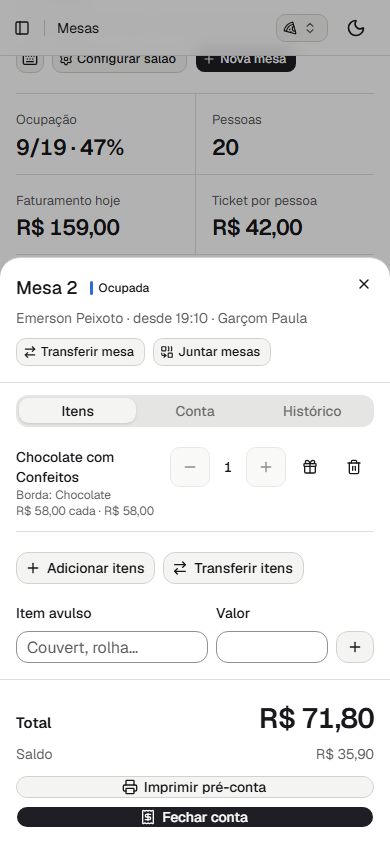 Mesas
Configurar salão
Nova mesa
Ocupação
Pessoas
9/19 · 47%
20
Faturamento hoje
Ticket por pessoa
R$ 159,00
R$ 42,00
Mesa 2
Ocupada
Emerson Peixoto · desde 19:10 · Garçom Paula
Transferir mesa
Juntar mesas
Itens
Conta
Histórico
Chocolate com
Confeitos
1
Borda: Chocolate
R$ 58,00 cada · R$ 58,00
Adicionar itens
Transferir itens
Item avulso
Valor
Couvert, rolha...
Total
R$ 71,80
Saldo
R$ 35,90
Imprimir pré-conta
Fechar conta